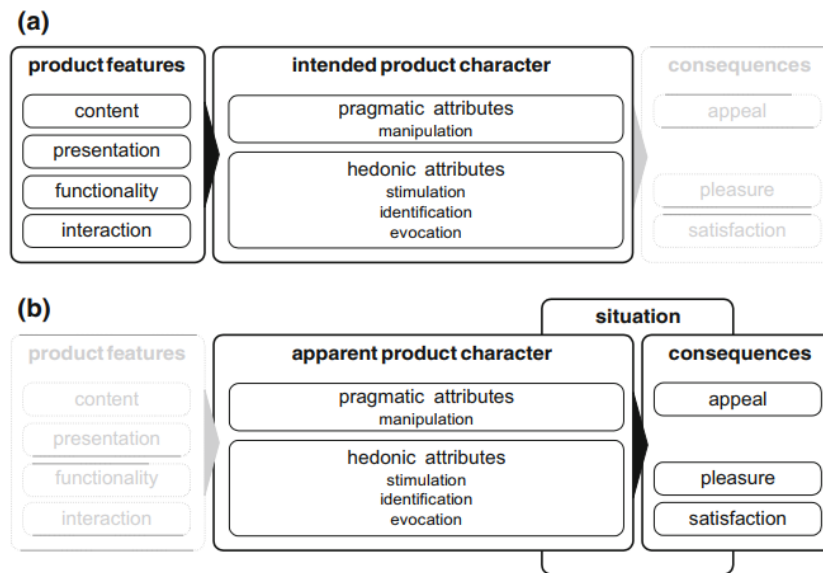 (a)
product features
content
presentation
functionality
interaction
intended product character
pragmatic attributes
manipulation
hedonic attributes
stimulation
identification
evocation
consequences
appeal
pleasure
satisfaction
(b)
situation
product features
content
presentation
functionality
interaction
apparent product character
pragmatic attributes
manipulation
hedonic attributes
stimulation
identification
evocation
consequences
appeal
pleasure
satisfaction